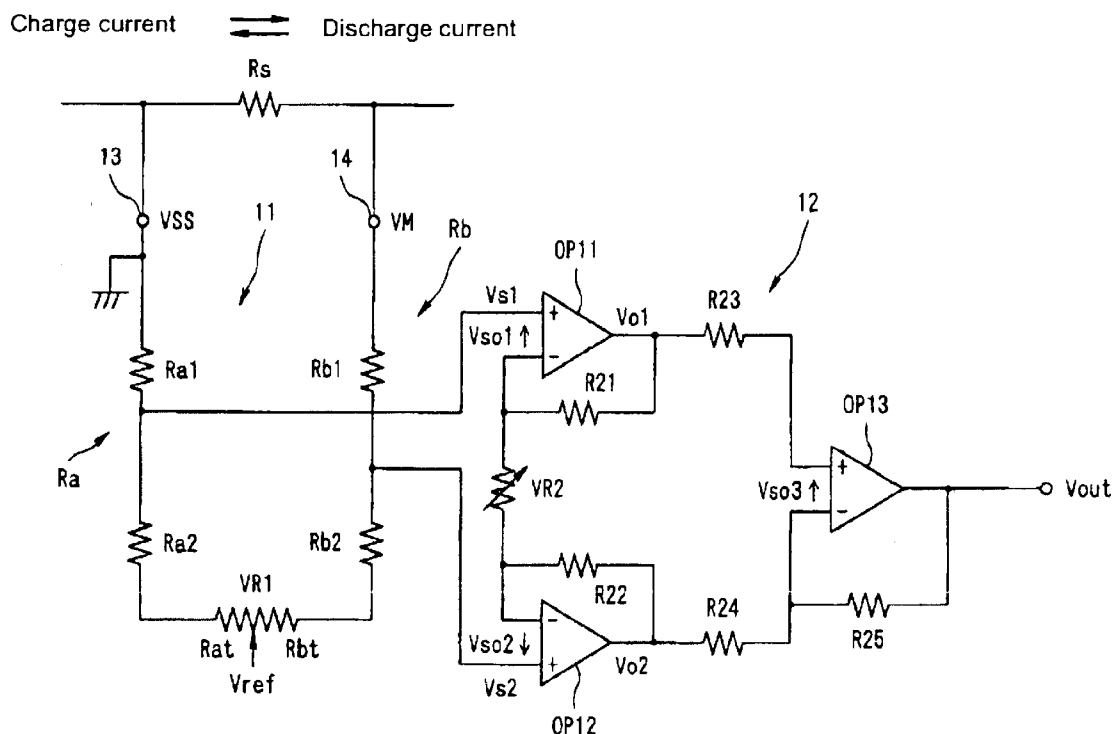 Charge current
Discharge current
Rs
13
14
VSS
11
VM
Rb
OP11
12
Vs1
Vo1
R23
Vso1
Ra1
Rb1
R21
OP13
Ra
VR2
Vso3
Vout
Ra2
Rb2
VR1
R22
R24
R25
Rat
Rbt
Vso2
Vo2
Vref
Vs2
OP12
+
-
-
+
+
-